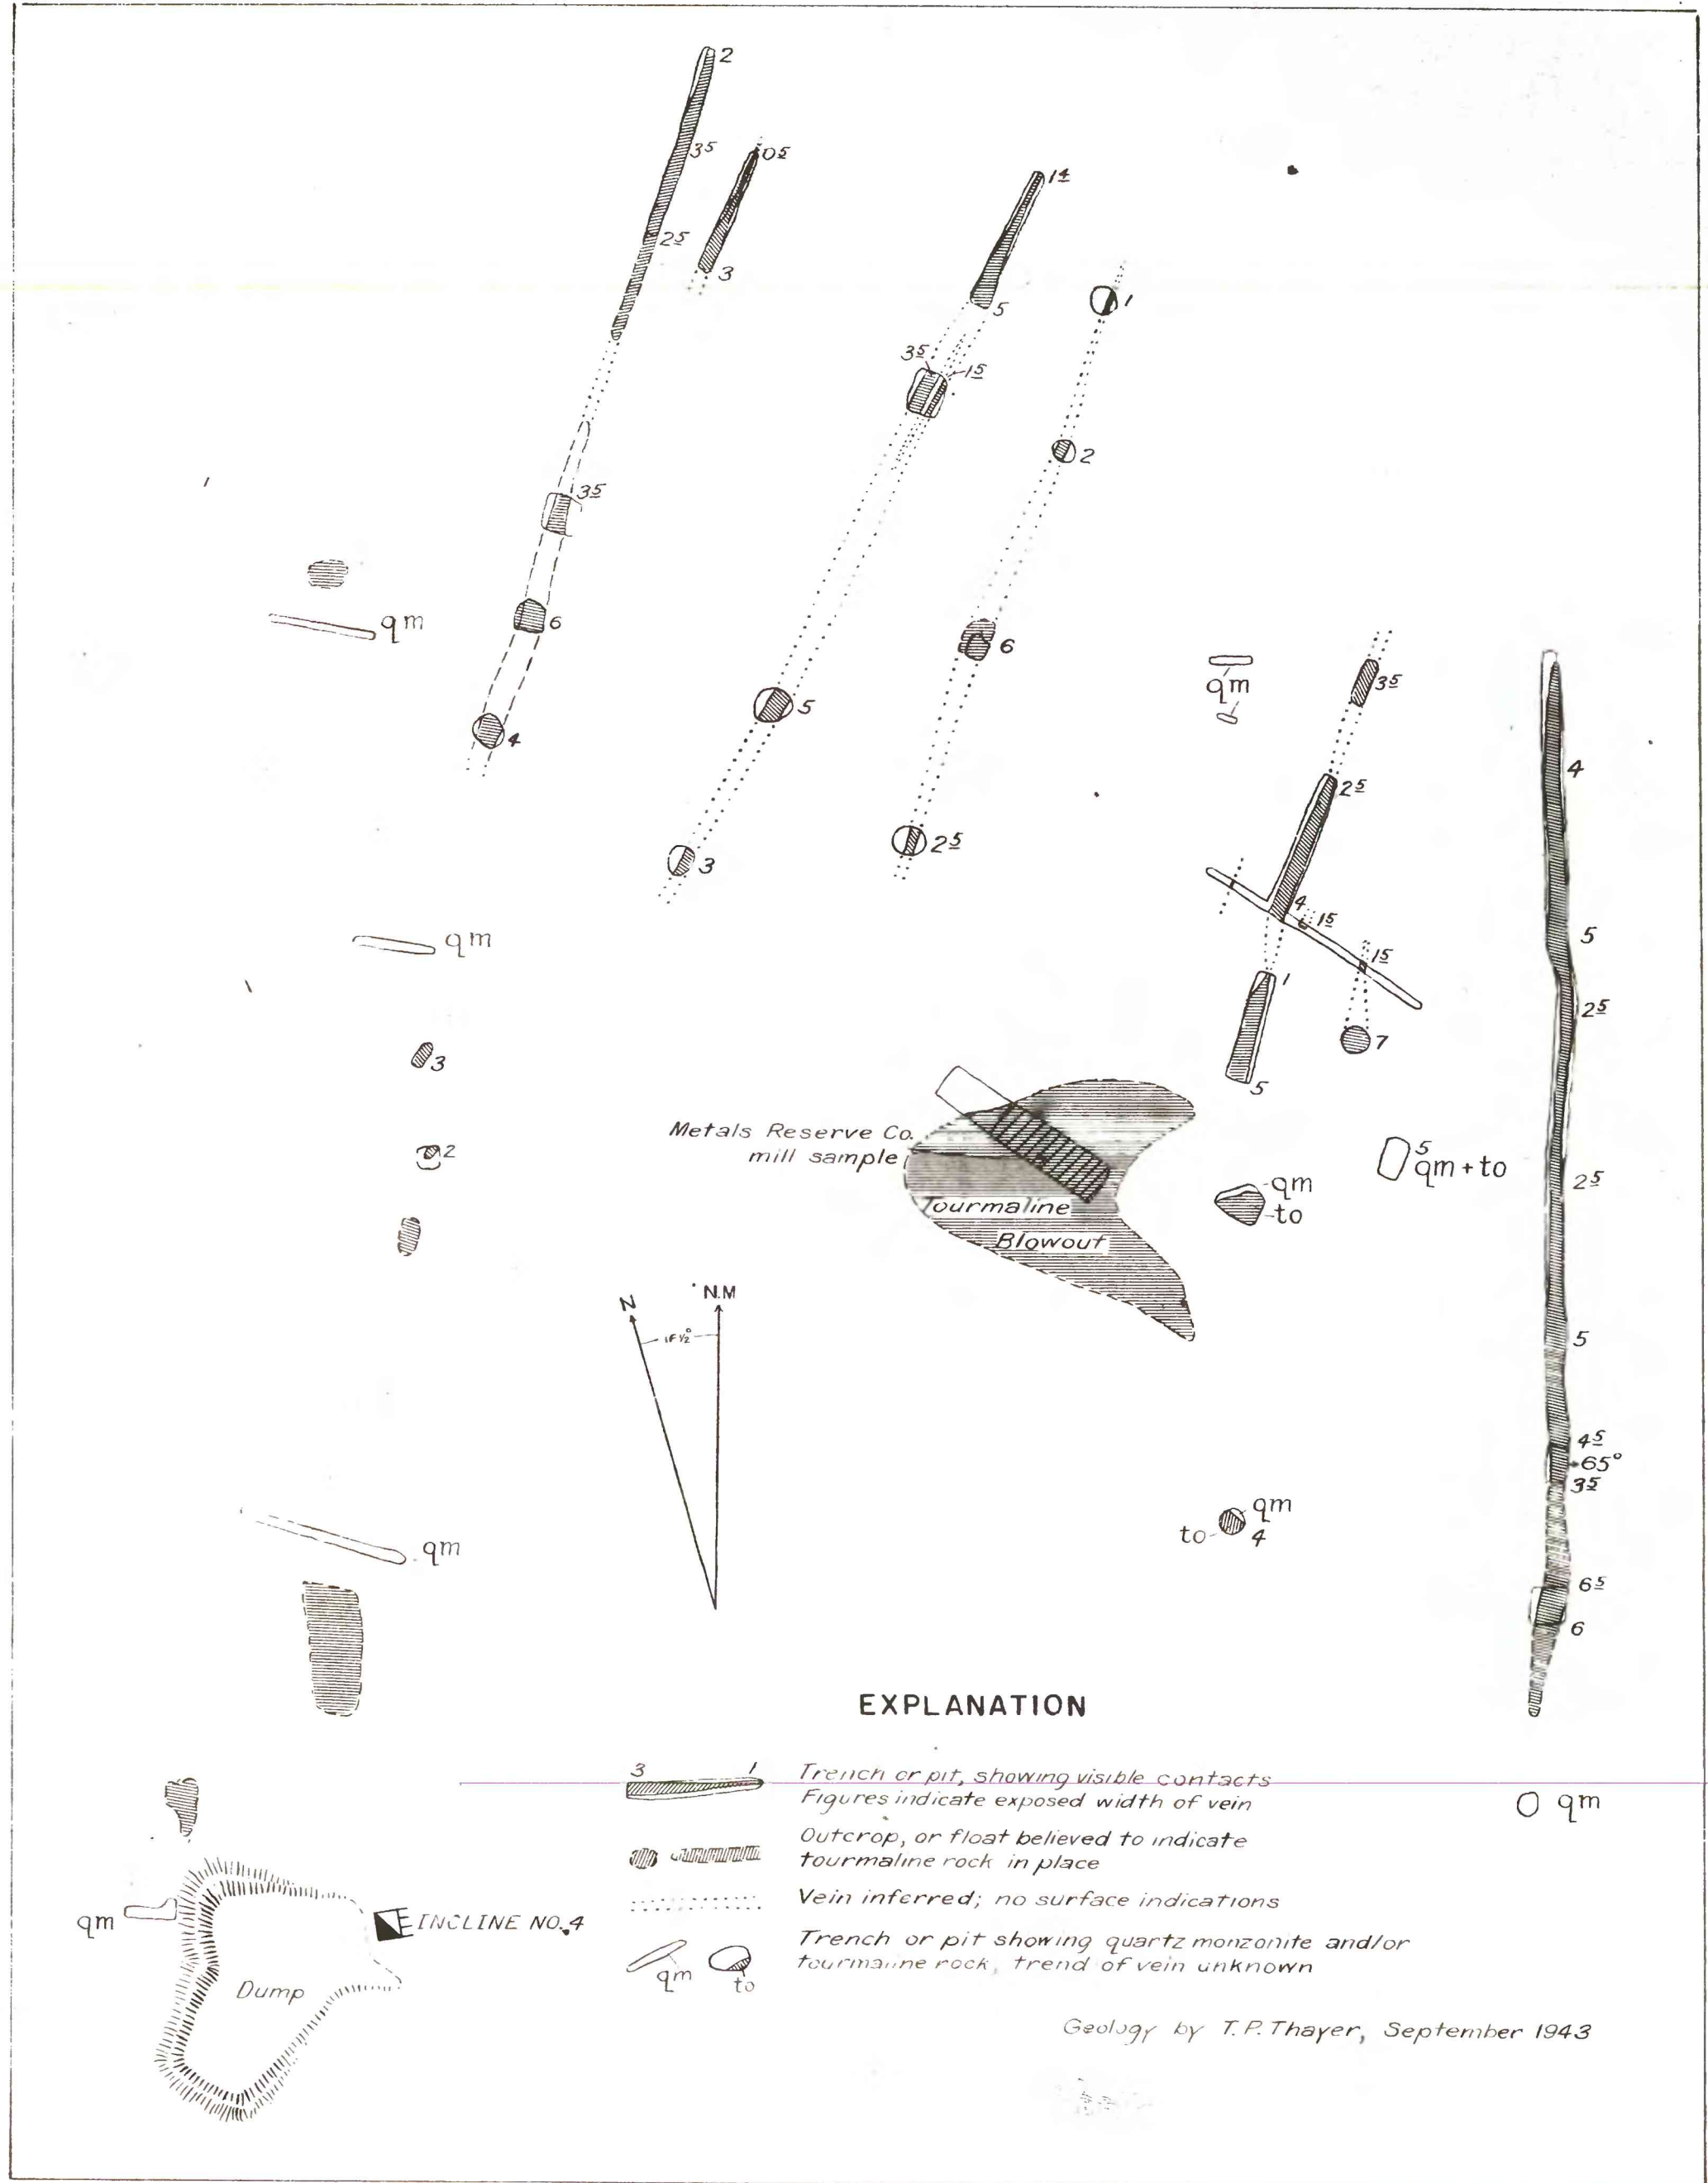 2
3<u>5</u>
0<u>5</u>
2<u>5</u>
3
1<u>4</u>
5
1
3<u>5</u>
1<u>5</u>
2
3<u>5</u>
6
qm
6
qm
3<u>5</u>
5
4
4
2<u>5</u>
2<u>5</u>
3
4
1<u>5</u>
5
qm
1<u>5</u>
1
2<u>5</u>
7
3
5
Metals Reserve Co.
mill sample
2
5
qm + to
2<u>5</u>
qm
to
Tourmaline
Blowout
N
N.M
5
4<u>5</u>
65°
3<u>5</u>
qm
to
4
qm
6<u>5</u>
6
EXPLANATION
3 1
Trench or pit, showing visible contacts
Figures indicate exposed width of vein
qm
Outcrop, or float believed to indicate
tourmaline rock in place
Vein inferred; no surface indications
qm
INCLINE NO. 4
Trench or pit showing quartz monzonite and/or
tourmaline rock, trend of vein unknown
qm to
Dump
Geology by T. P. Thayer, September 1943